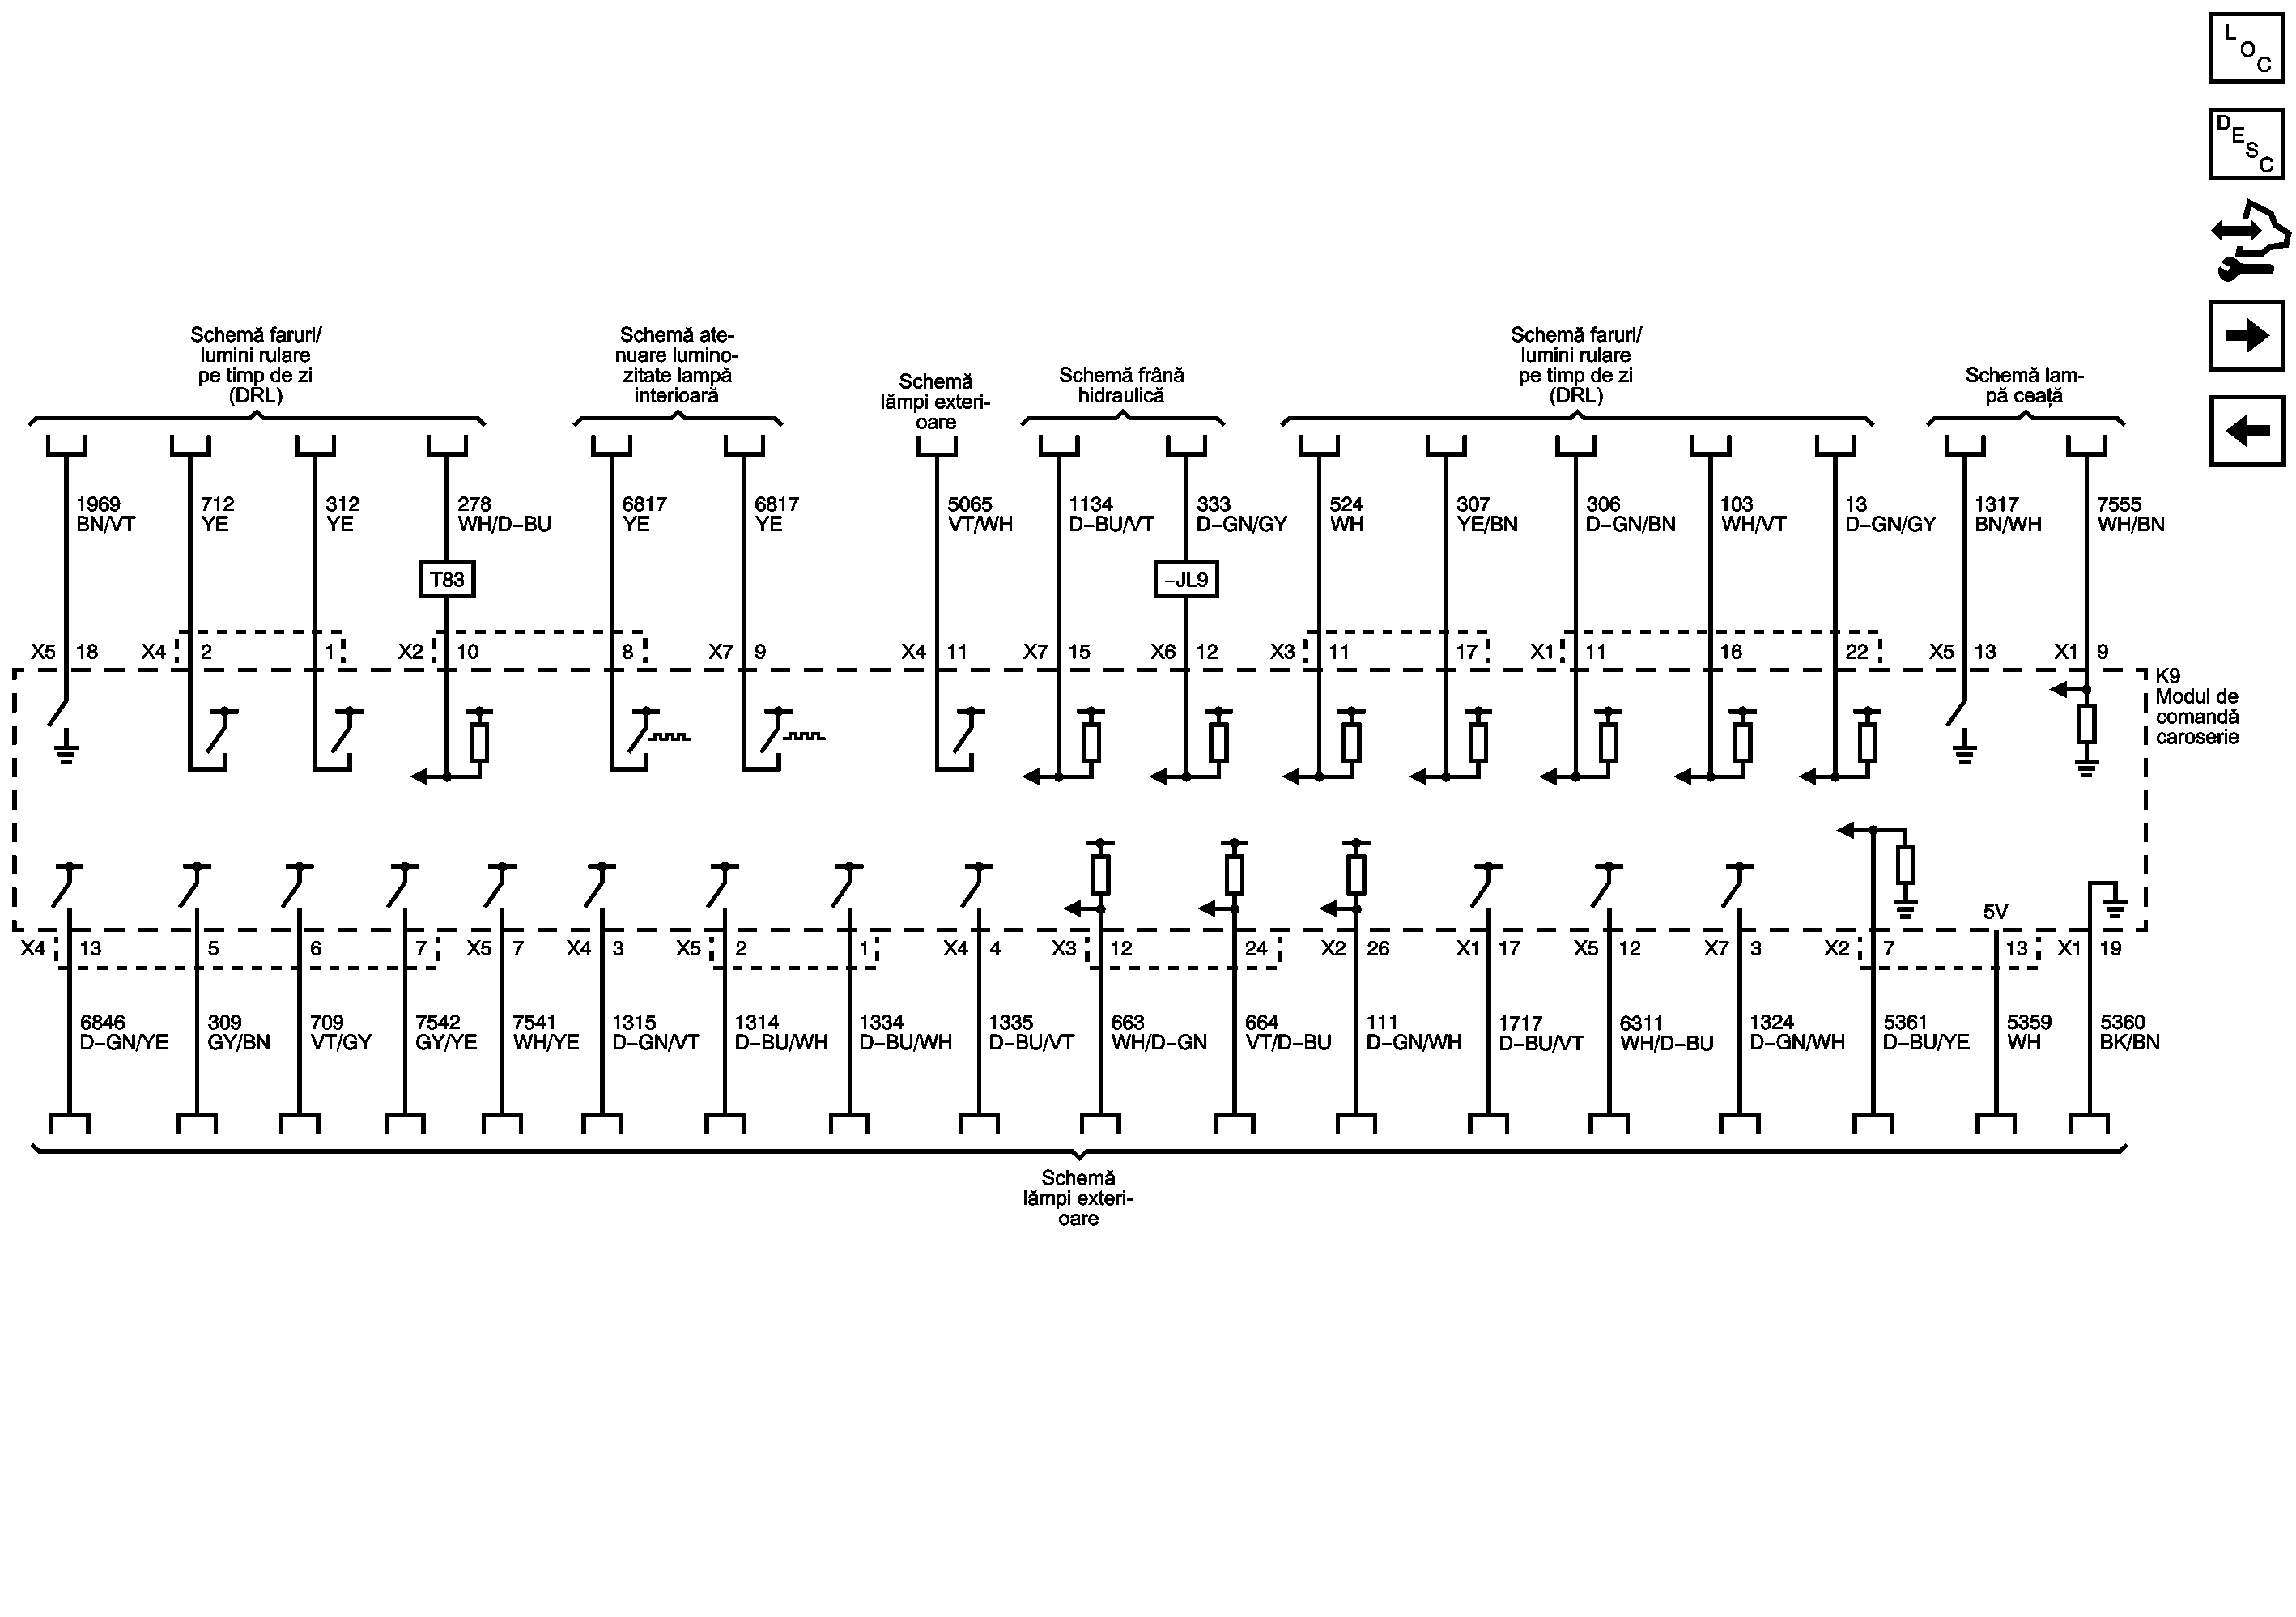 L
O
C
D
E
S
C
Schemă faruri/
lumini rulare
pe timp de zi
(DRL)
Schemă ate-
nuare lumino-
zitate lampă
interioară
Schemă
lămpi exteri-
oare
Schemă frână
hidraulică
Schemă faruri/
lumini rulare
pe timp de zi
(DRL)
Schemă lam-
pă ceață
1969 712 312 278 6817 6817 5065 1134 333 524 307 306 103 13 1317 7555
BN/VT YE YE WH/D-BU YE YE VT/WH D-BU/VT D-GN/GY WH YE/BN D-GN/BN WH/VT D-GN/GY BN/WH WH/BN
T83 -JL9
X5 18 X4 2 1 X2 10 8 X7 9 X4 11 X7 15 X6 12 X3 11 17 X1 11 16 22 X5 13 X1 9
K9
Modul de
comandă
caroserie
5V
X4 13 5 6 7 X5 7 X4 3 X5 2 1 X4 4 X3 12 24 X2 26 X1 17 X5 12 X7 3 X2 7 13 X1 19
6846 309 709 7542 7541 1315 1314 1334 1335 663 664 111 1717 6311 1324 5361 5359 5360
D-GN/YE GY/BN VT/GY GY/YE WH/YE D-GN/VT D-BU/WH D-BU/WH D-BU/VT WH/D-GN VT/D-BU D-GN/WH D-BU/VT WH/D-BU D-GN/WH D-BU/YE WH BK/BN
Schemă
lămpi exteri-
oare